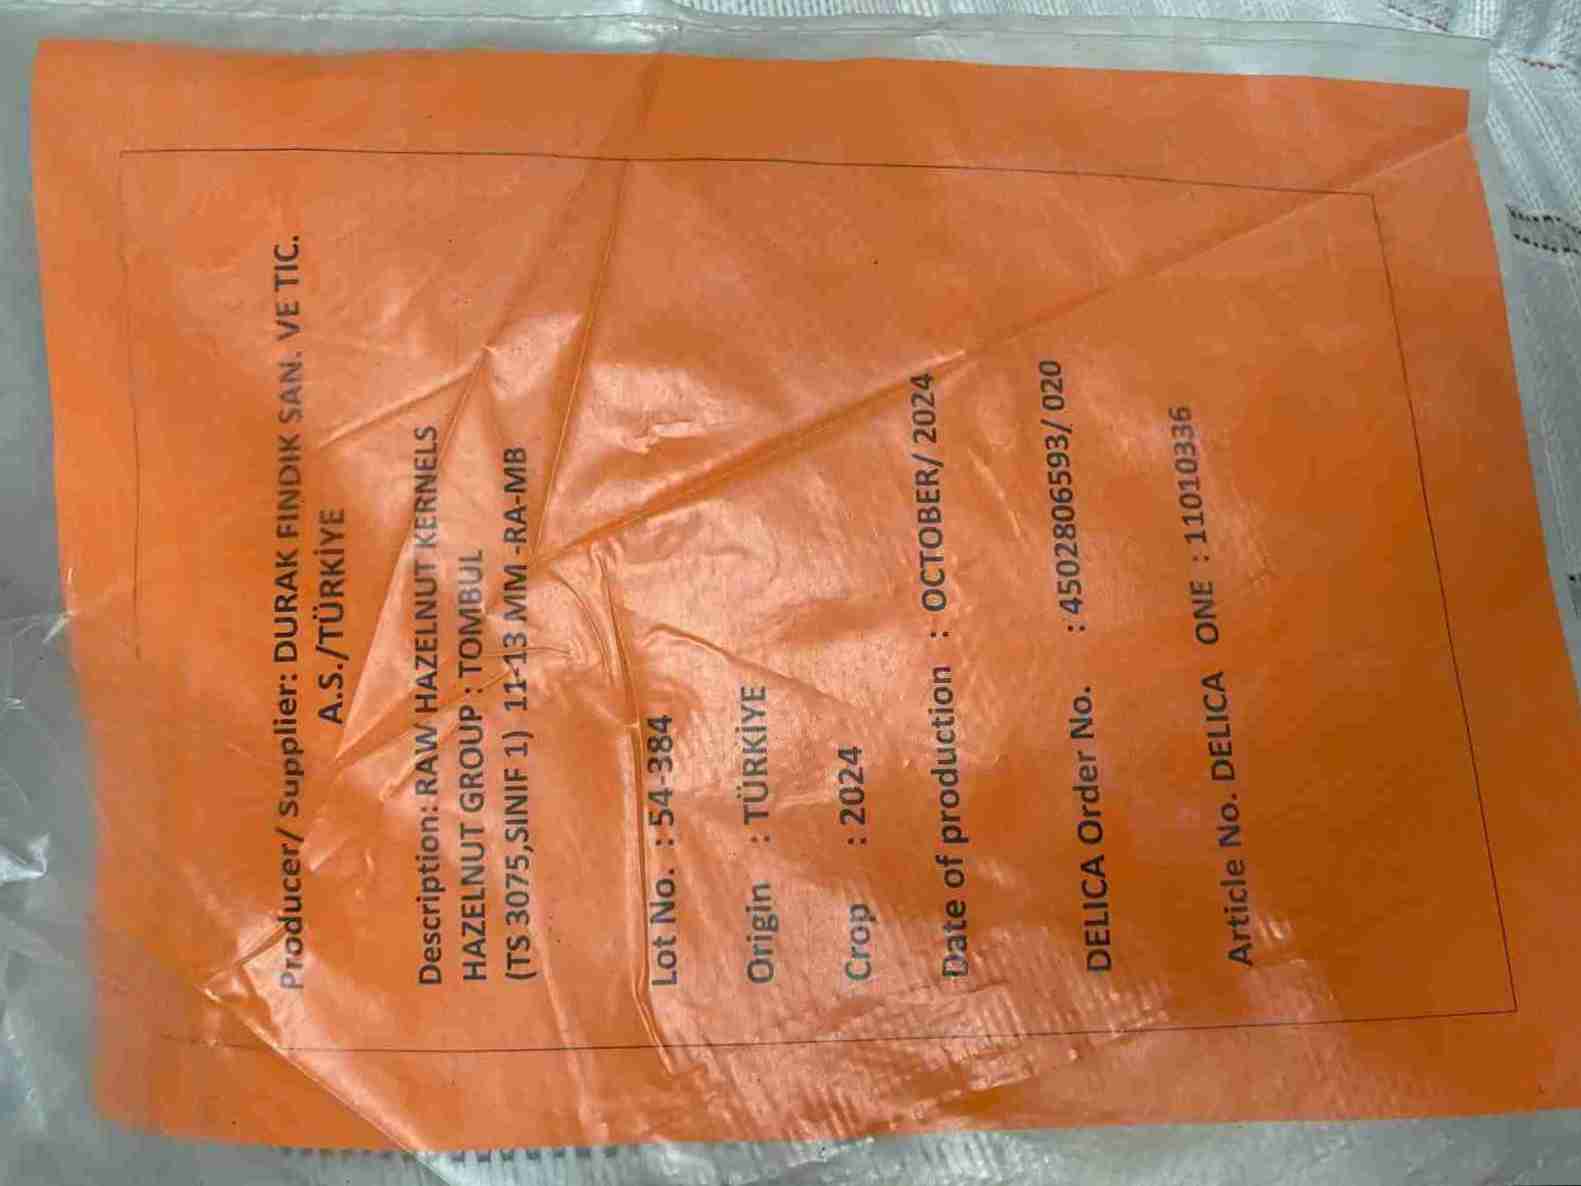 Producer/ Supplier: DURAK FINDIK SAN. VE TIC.
A.S./TÜRKİYE
Description: RAW HAZELNUT KERNELS
HAZELNUT GROUP : TOMBUL
(TS 3075,SINIF 1) 11-13 MM -RA-MB
Lot No. : 54-384
Origin : TÜRKİYE
Crop : 2024
Date of production : OCTOBER/ 2024
DELICA Order No. : 4502806593/ 020
Article No. DELICA ONE : 11010336